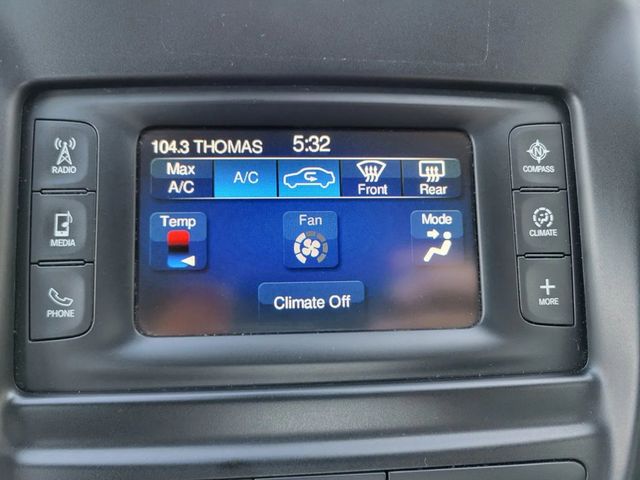 104.3 THOMAS 5:32
Max A/C
A/C
Front
Rear
Temp
Fan
Mode
Climate Off
RADIO
MEDIA
PHONE
N
COMPASS
CLIMATE
+
MORE